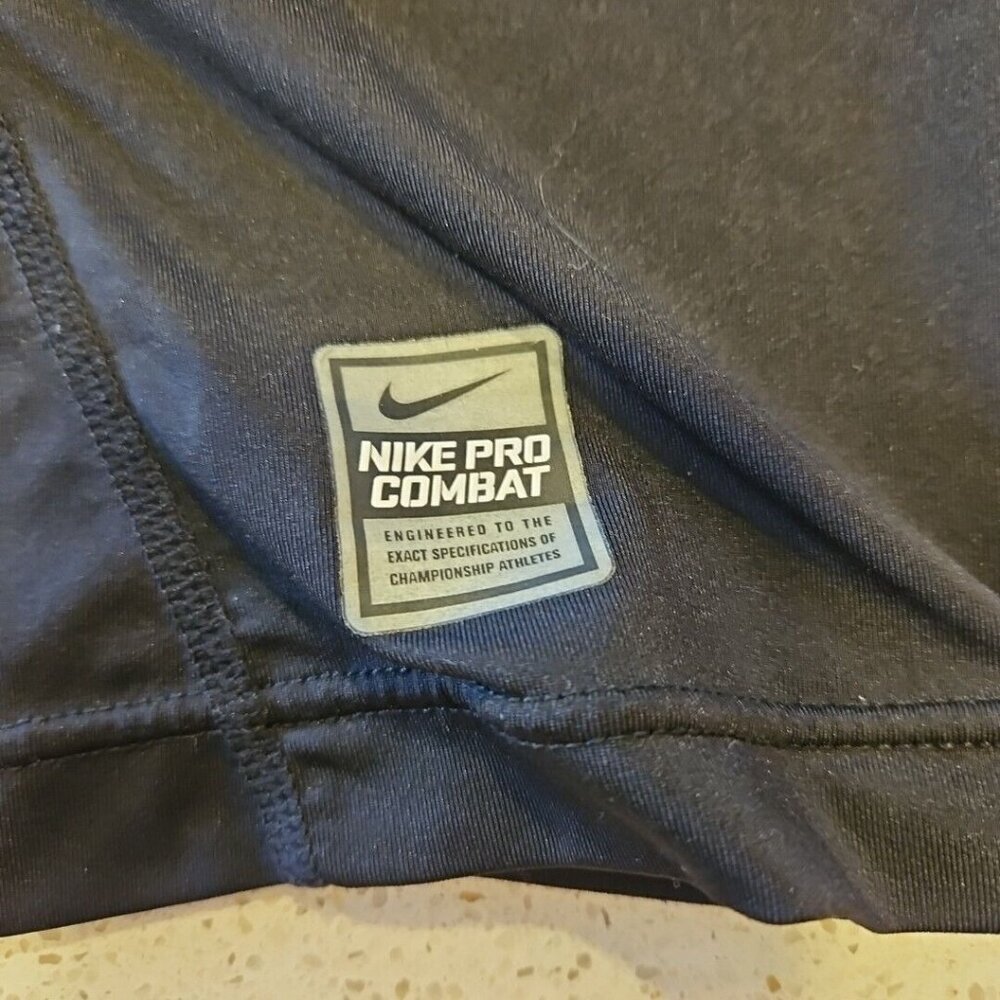 NIKE PRO
COMBAT
ENGINEERED TO THE
EXACT SPECIFICATIONS OF
CHAMPIONSHIP ATHLETES